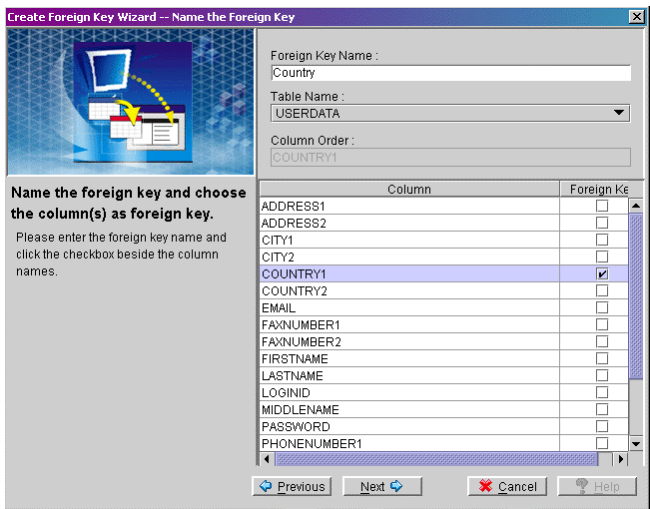 Create Foreign Key Wizard -- Name the Foreign Key
Foreign Key Name :
Country
Table Name :
USERDATA
Column Order :
COUNTRY1
Name the foreign key and choose
the column(s) as foreign key.
Please enter the foreign key name and
click the checkbox beside the column
names.
Column Foreign Ke
ADDRESS1
ADDRESS2
CITY1
CITY2
COUNTRY1
COUNTRY2
EMAIL
FAXNUMBER1
FAXNUMBER2
FIRSTNAME
LASTNAME
LOGINID
MIDDLENAME
PASSWORD
PHONENUMBER1
Previous Next Cancel Help